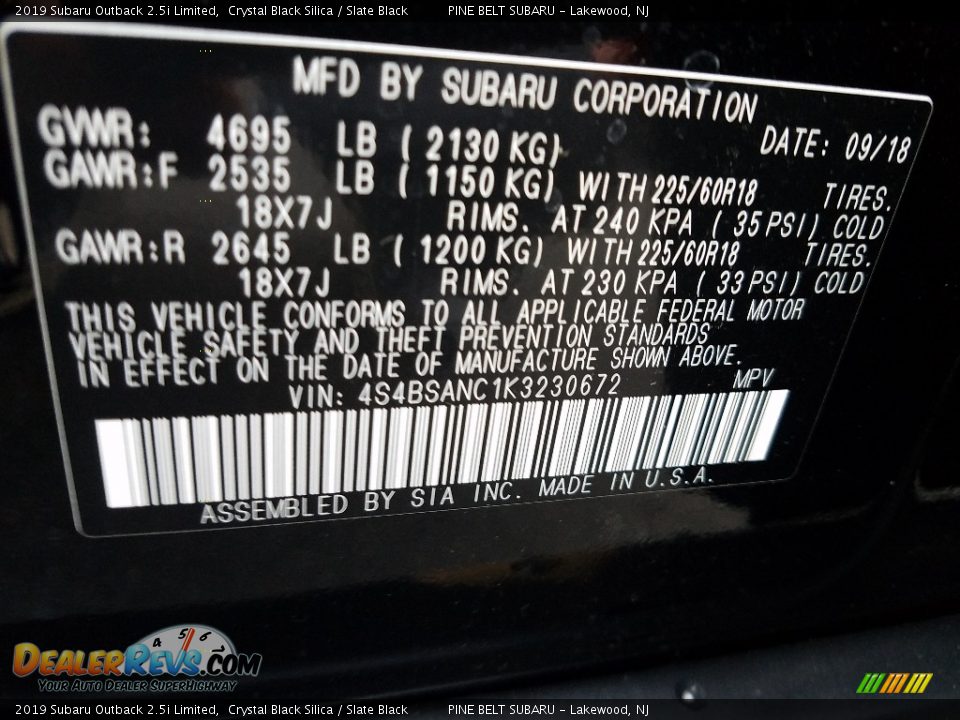 2019 Subaru Outback 2.5i Limited, Crystal Black Silica / Slate Black PINE BELT SUBARU - Lakewood, NJ
MFD BY SUBARU CORPORATION
GVWR: 4695 LB ( 2130 KG) DATE: 09/18
GAWR:F 2535 LB ( 1150 KG) WITH 225/60R18 TIRES.
18X7J RIMS. AT 240 KPA ( 35 PSI) COLD
GAWR:R 2645 LB ( 1200 KG) WITH 225/60R18 TIRES.
18X7J RIMS. AT 230 KPA ( 33 PSI) COLD
THIS VEHICLE CONFORMS TO ALL APPLICABLE FEDERAL MOTOR
VEHICLE SAFETY AND THEFT PREVENTION STANDARDS
IN EFFECT ON THE DATE OF MANUFACTURE SHOWN ABOVE.
VIN: 4S4BSANC1K3230672 MPV
ASSEMBLED BY SIA INC. MADE IN U.S.A.
4 5 6
DEALERREVS.COM
YOUR AUTO DEALER SUPERHIGHWAY
2019 Subaru Outback 2.5i Limited, Crystal Black Silica / Slate Black PINE BELT SUBARU - Lakewood, NJ